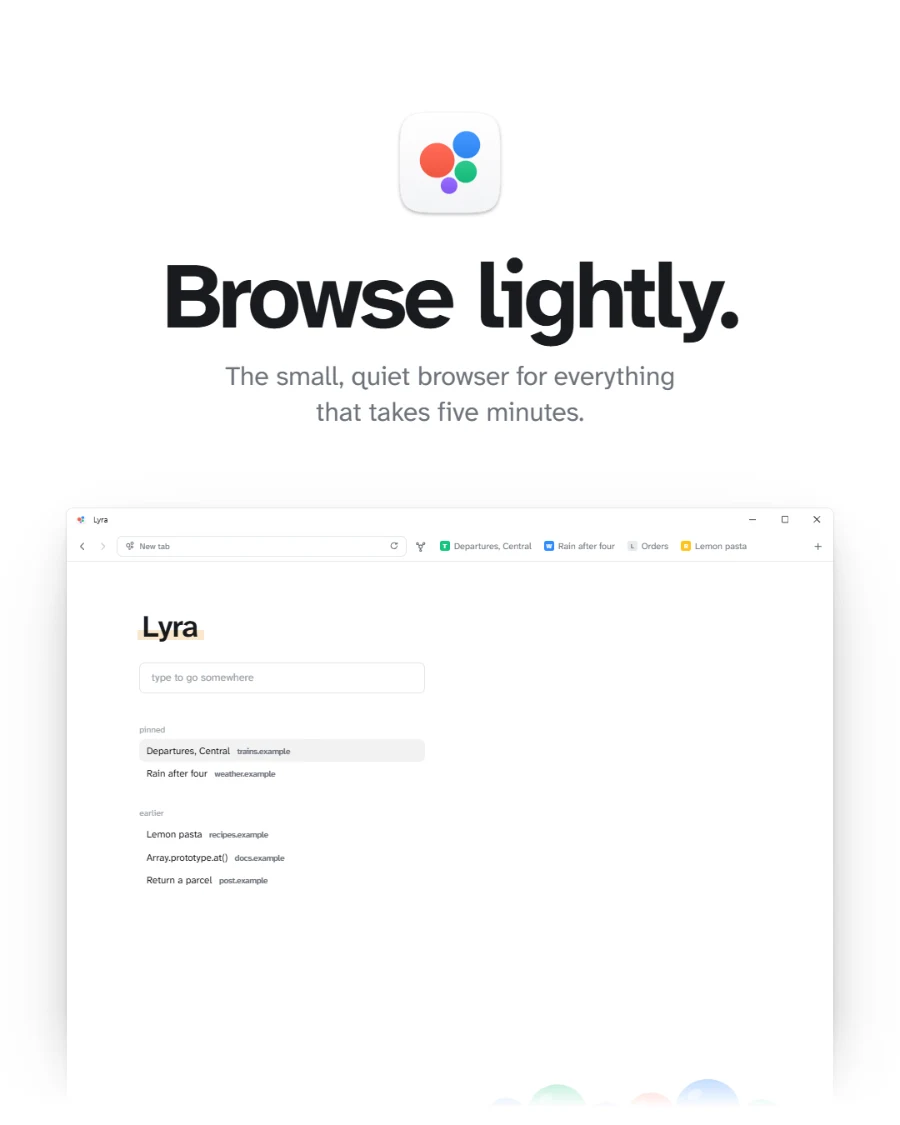 Browse lightly.
The small, quiet browser for everything
that takes five minutes.
Lyra
New tab
T Departures, Central
W Rain after four
L Orders
Lemon pasta
Lyra
type to go somewhere
pinned
Departures, Central trains.example
Rain after four weather.example
earlier
Lemon pasta recipes.example
Array.prototype.at() docs.example
Return a parcel post.example